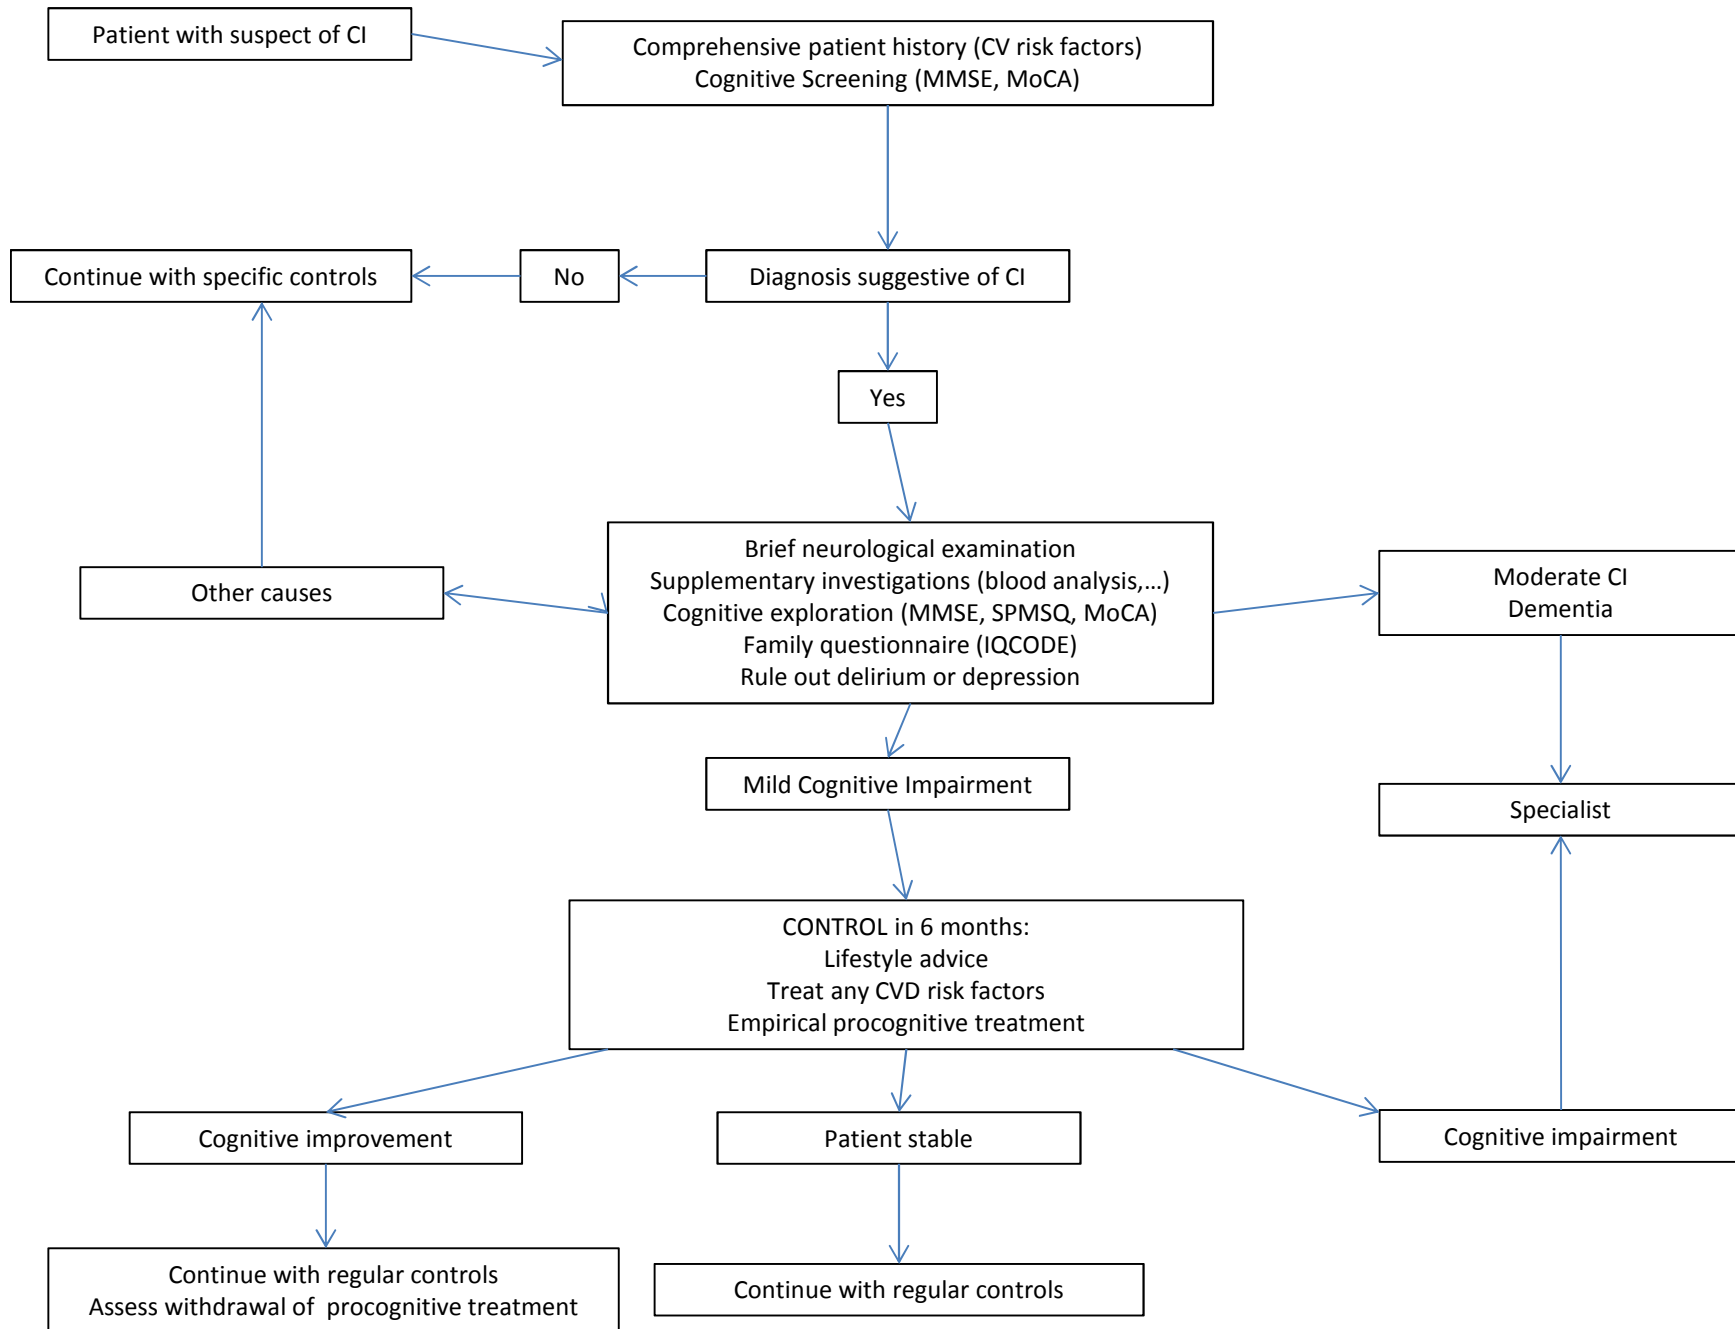 Patient with suspect of CI
Comprehensive patient history (CV risk factors)
Cognitive Screening (MMSE, MoCA)
Continue with specific controls
No
Diagnosis suggestive of CI
Yes
Brief neurological examination
Supplementary investigations (blood analysis,...)
Cognitive exploration (MMSE, SPMSQ, MoCA)
Family questionnaire (IQCODE)
Rule out delirium or depression
Other causes
Moderate CI
Dementia
Mild Cognitive Impairment
Specialist
CONTROL in 6 months:
Lifestyle advice
Treat any CVD risk factors
Empirical procognitive treatment
Cognitive improvement
Patient stable
Cognitive impairment
Continue with regular controls
Assess withdrawal of  procognitive treatment
Continue with regular controls